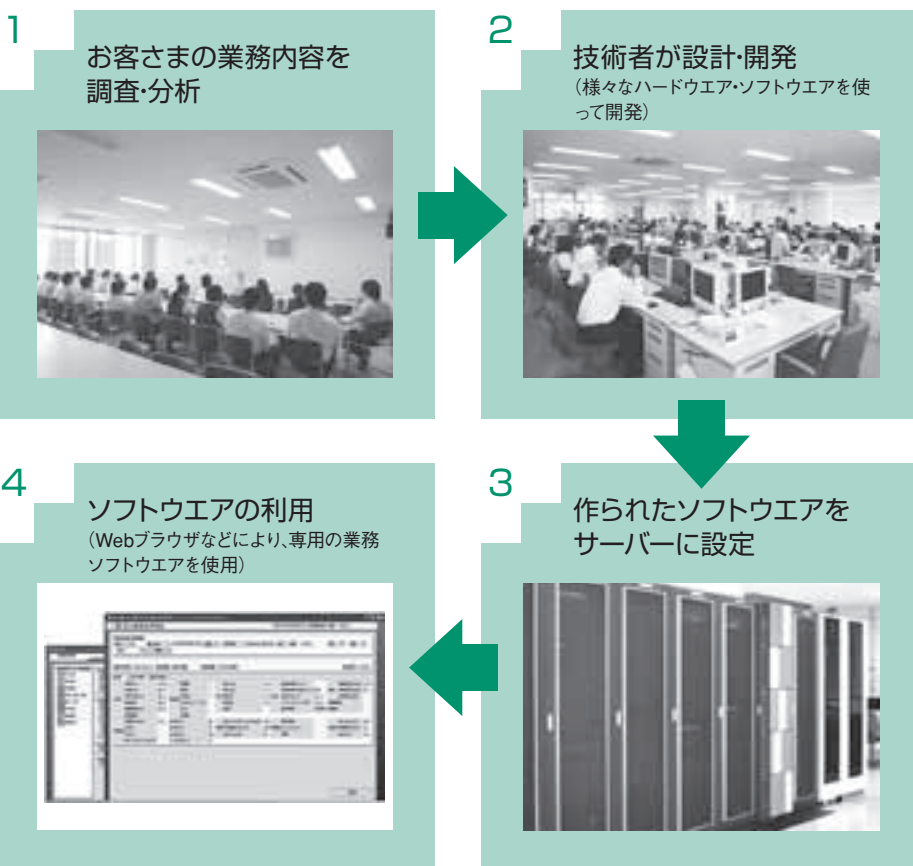 1
お客さまの業務内容を
調査・分析
2
技術者が設計・開発
（様々なハードウエア・ソフトウエアを使
って開発）
3
作られたソフトウエアを
サーバーに設定
4
ソフトウエアの利用
（Webブラウザなどにより、専用の業務
ソフトウエアを使用）